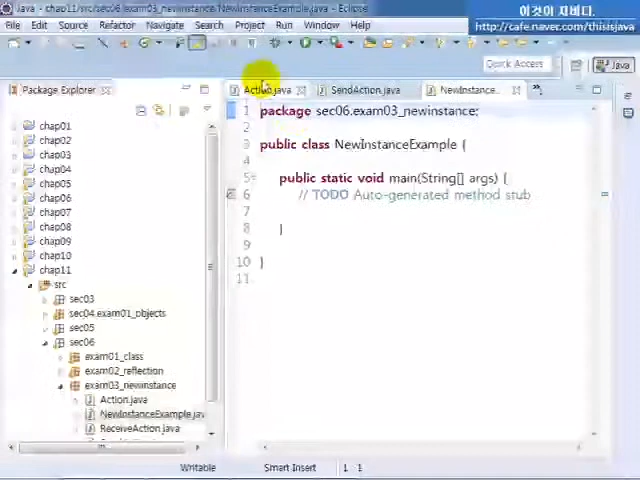 Java - chap11/src/sec06.exam03_newinstance/NewInstanceExample.java - Eclipse
이것이 자바다.
http://cafe.naver.com/thisisjava
File Edit Source Refactor Navigate Search Project Run Window Help
Quick Access
Java
Package Explorer
Action.java
SendAction.java
NewInstance..
chap01
chap02
chap03
chap04
chap05
chap06
chap07
chap08
chap09
chap10
chap11
src
sec03
sec04.exam01_objects
sec05
sec06
exam01_class
exam02_reflection
exam03_newinstance
Action.java
NewInstanceExample.jav
ReceiveAction.java
1 package sec06.exam03_newinstance;
2
3 public class NewInstanceExample {
4
5 public static void main(String[] args) {
6 // TODO Auto-generated method stub
7
8 }
9
10 }
11
Writable
Smart Insert
1 : 1